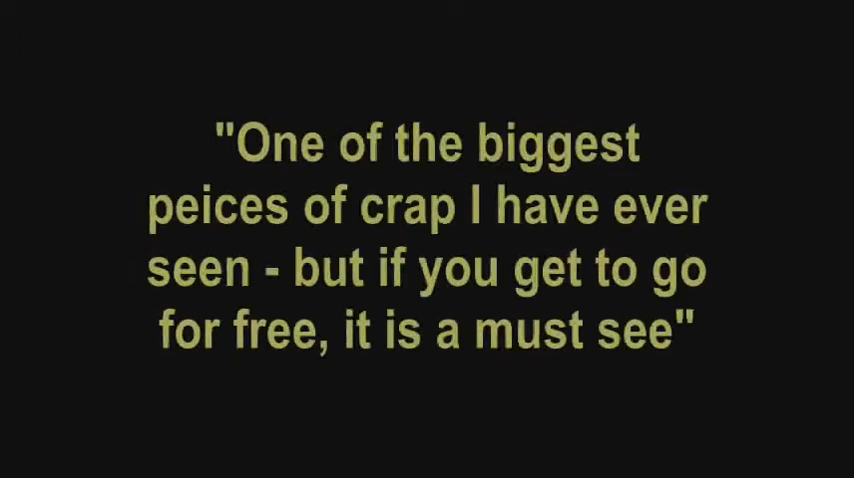 "One of the biggest
peices of crap I have ever
seen - but if you get to go
for free, it is a must see"